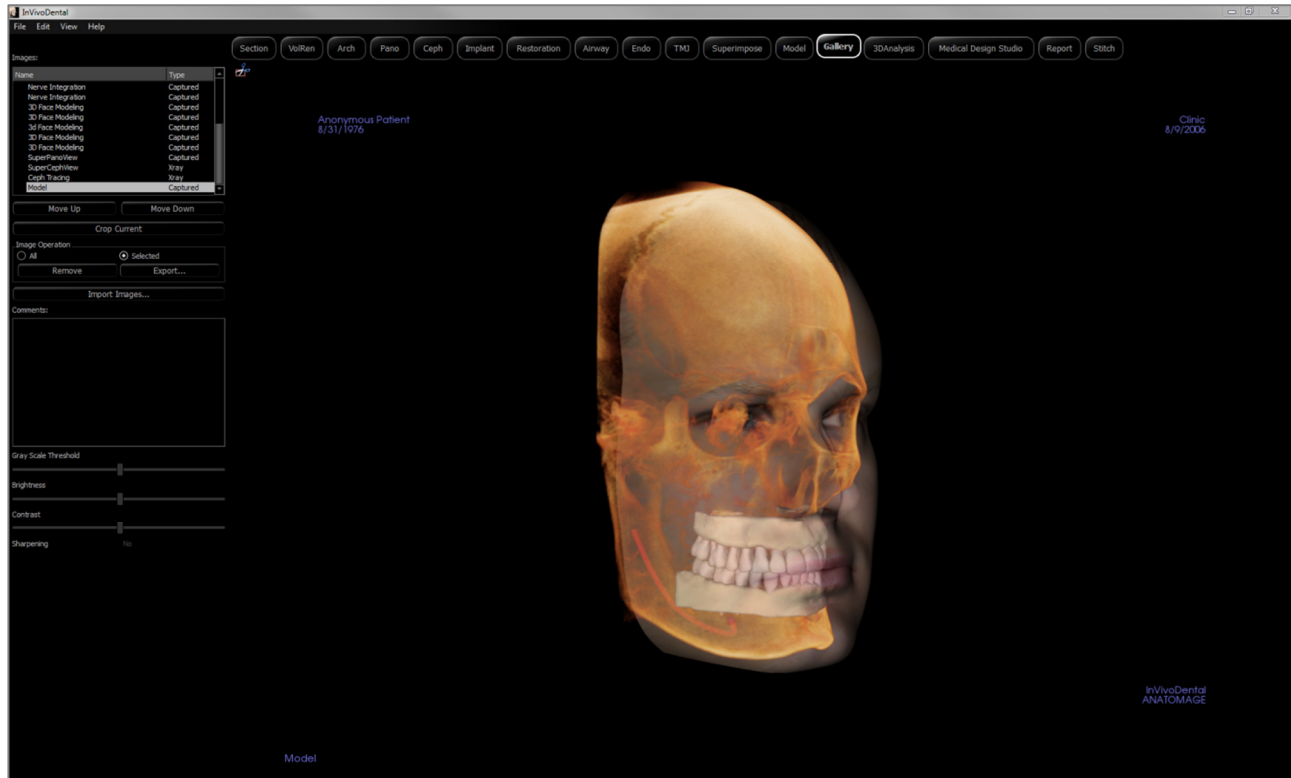 InVivoDental
File Edit View Help
Section VolRen Arch Pano Ceph Implant Restoration Airway Endo TMJ Superimpose Model Gallery 3DAnalysis Medical Design Studio Report Stitch
Images:
Name Type
Nerve Integration Captured
Nerve Integration Captured
3D Face Modeling Captured
3D Face Modeling Captured
3d Face Modeling Captured
3D Face Modeling Captured
3D Face Modeling Captured
SuperPanoView Captured
SuperCephView Xray
Ceph Tracing Xray
Model Captured
Move Up Move Down
Crop Current
Image Operation
All Selected
Remove Export...
Import Images...
Comments:
Gray Scale Threshold
Brightness
Contrast
Sharpening No
Anonymous Patient
8/31/1976
Clinic
8/9/2006
InVivoDental
ANATOMAGE
Model